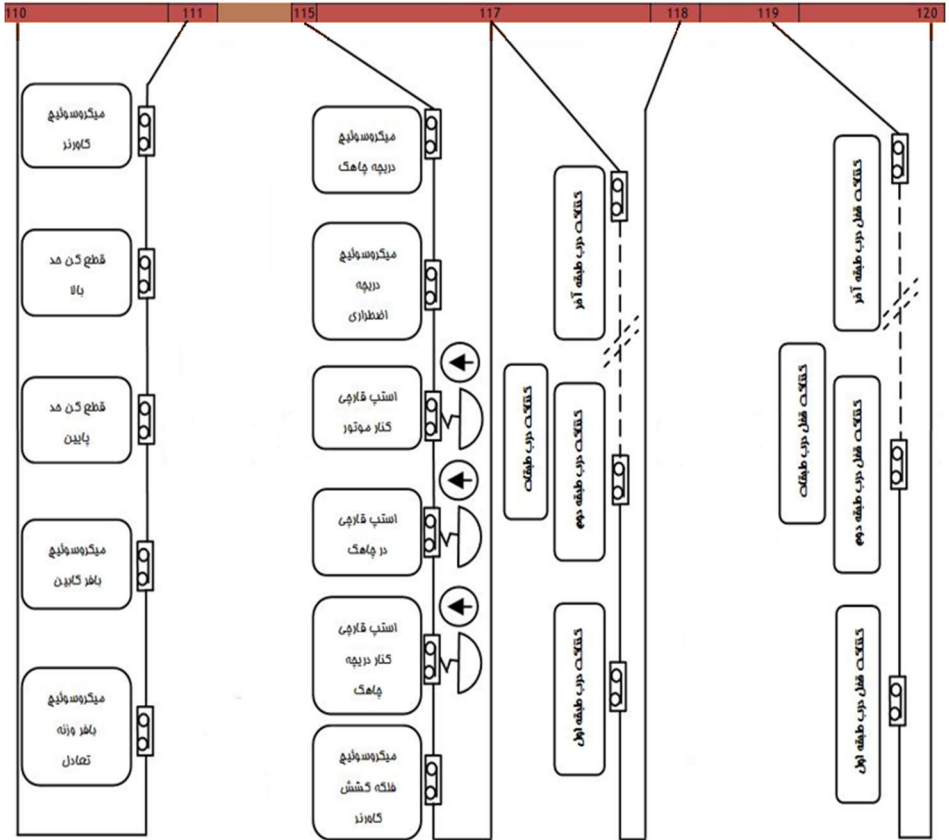 110 111 115 117 118 119 120
میکروسوئیچ
گاورنر
قطع کن حد
بالا
قطع کن حد
پایین
میکروسوئیچ
بافر کابین
میکروسوئیچ
بافر وزنه
تعادل
میکروسوئیچ
دریچه چاهک
میکروسوئیچ
دریچه
اضطراری
استپ قارچی
کنار موتور
استپ قارچی
در چاهک
استپ قارچی
کنار دریچه
چاهک
میکروسوئیچ
فلکه کشش
گاورنر
کنتاکت درب طبقه آخر
کنتاکت درب طبقات
کنتاکت درب طبقه دوم
کنتاکت درب طبقه اول
کنتاکت قفل درب طبقه آخر
کنتاکت قفل درب طبقات
کنتاکت قفل درب طبقه دوم
کنتاکت قفل درب طبقه اول